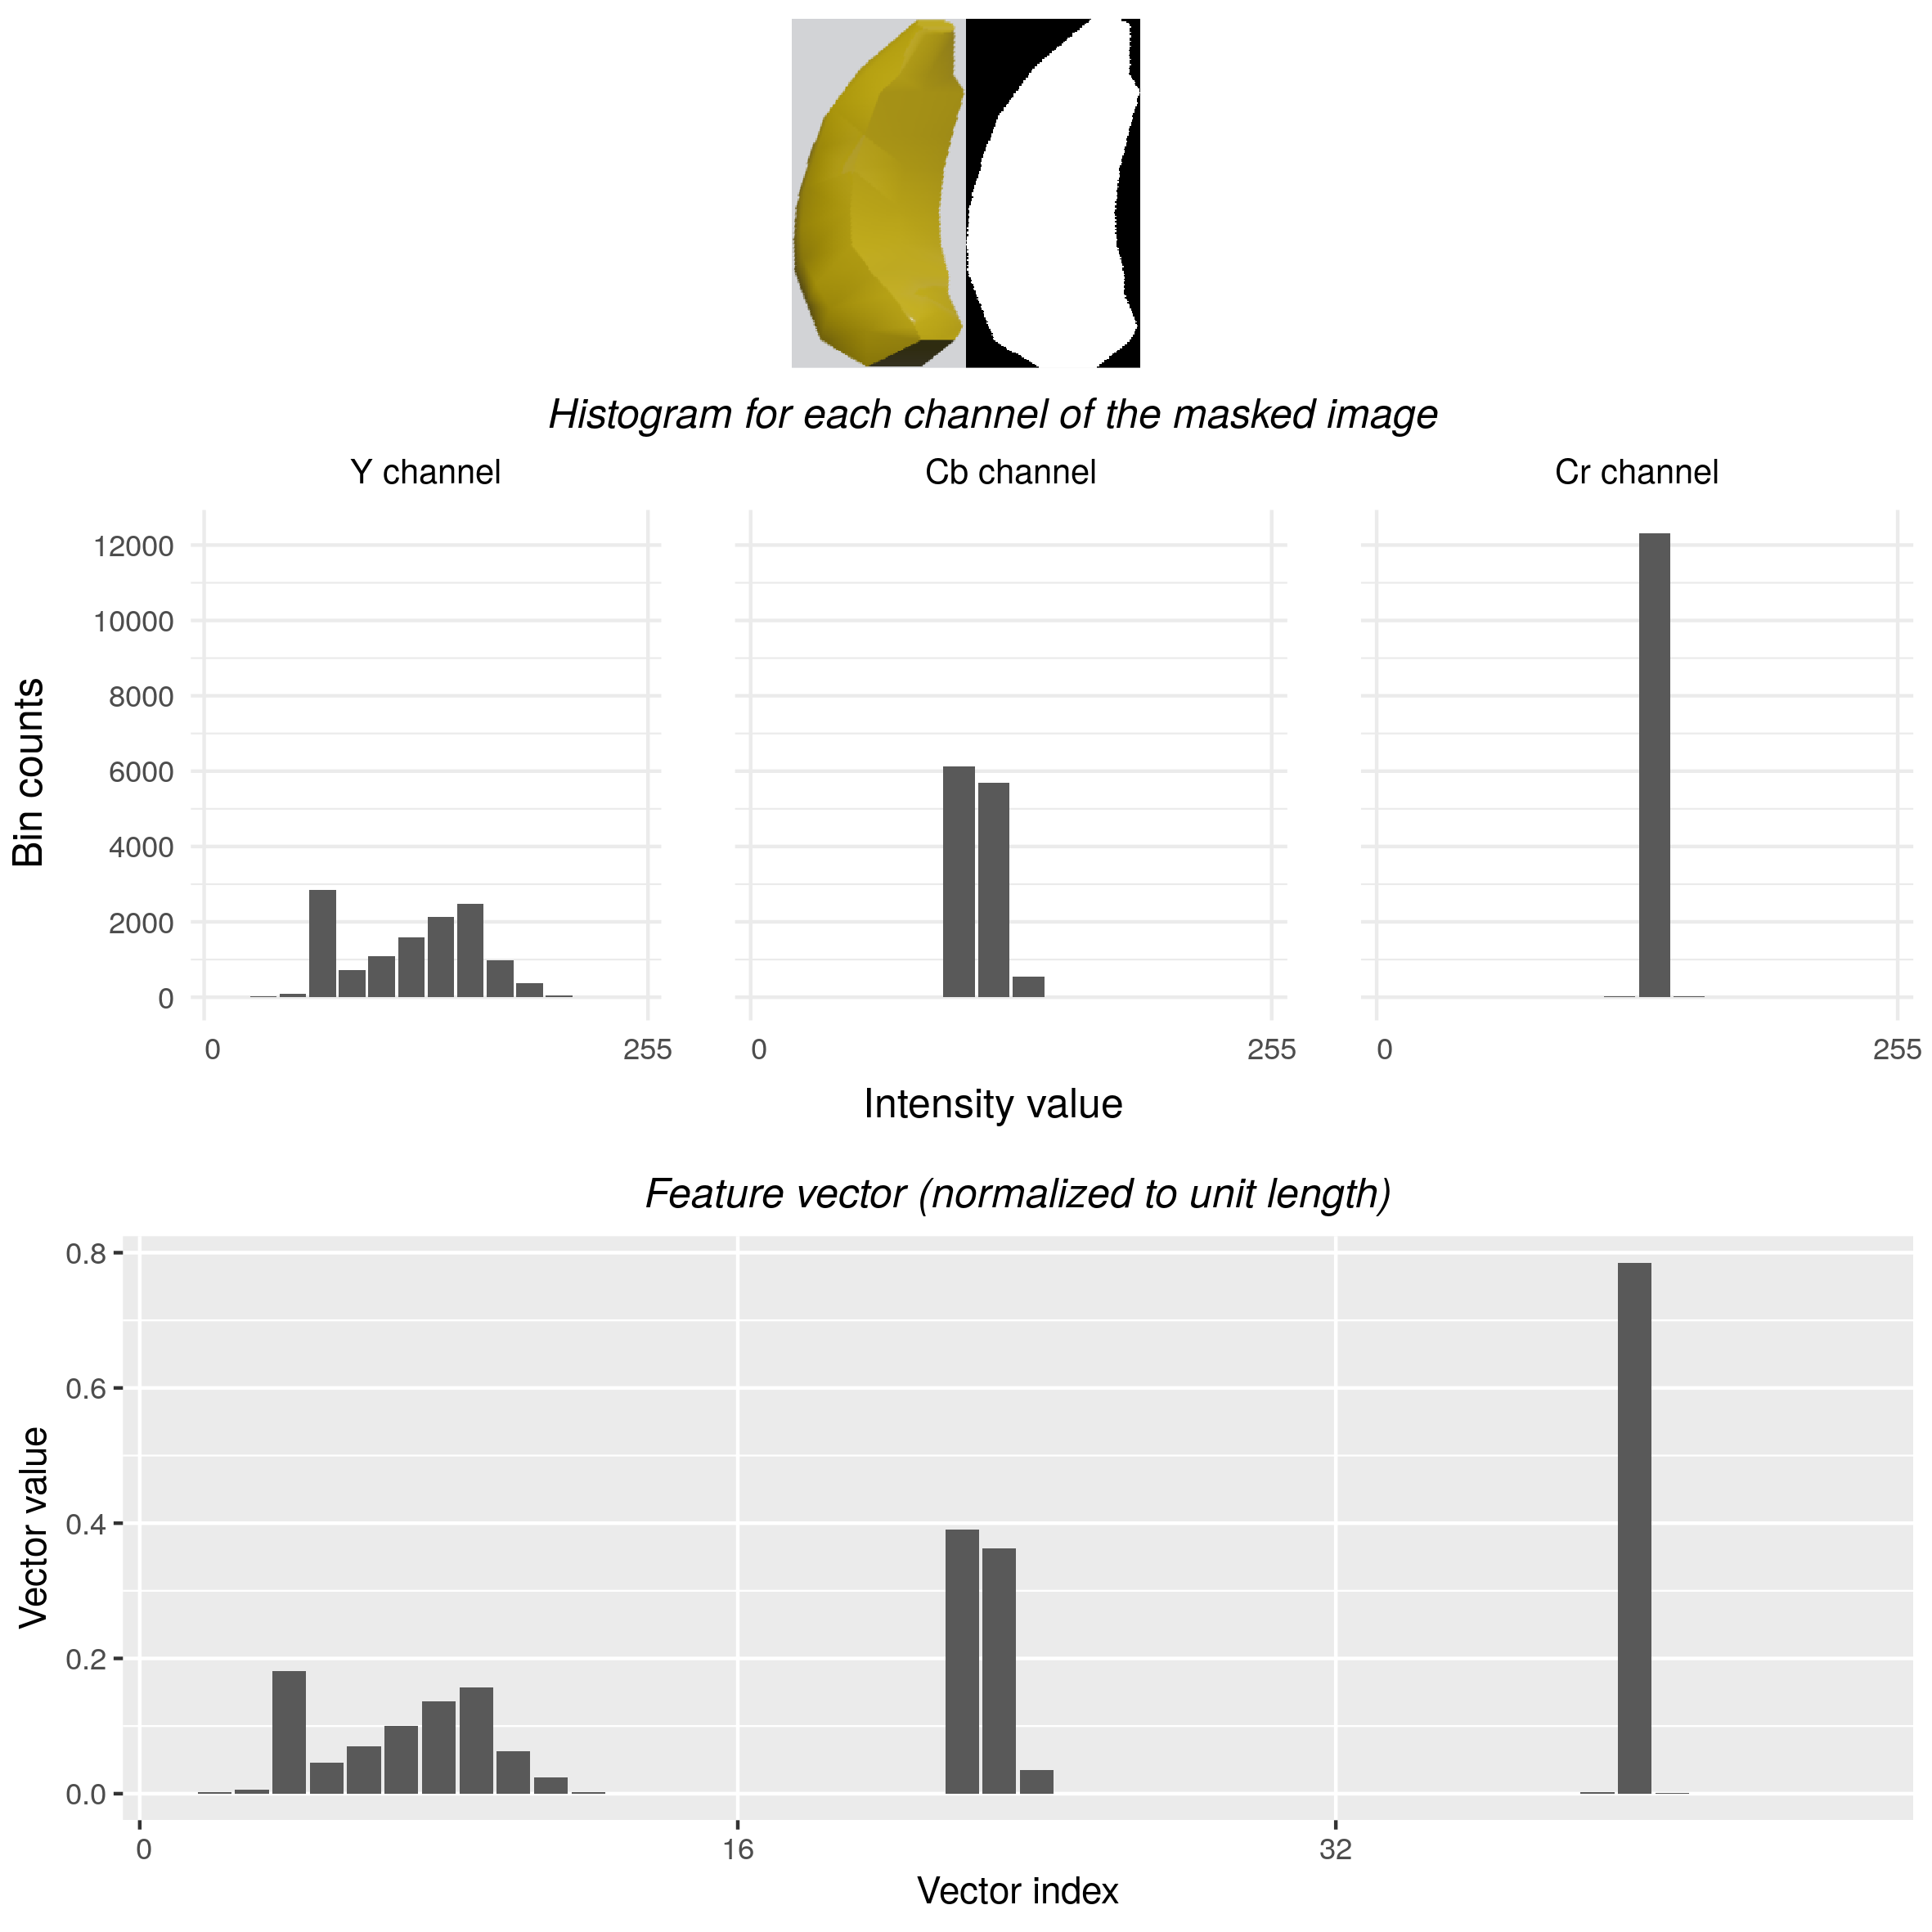 Histogram for each channel of the masked image
Y channel
Cb channel
Cr channel
Bin counts
12000
10000
8000
6000
4000
2000
0
0 255
0 255
0 255
Intensity value
Feature vector (normalized to unit length)
Vector value
0.8
0.6
0.4
0.2
0.0
0 16 32
Vector index